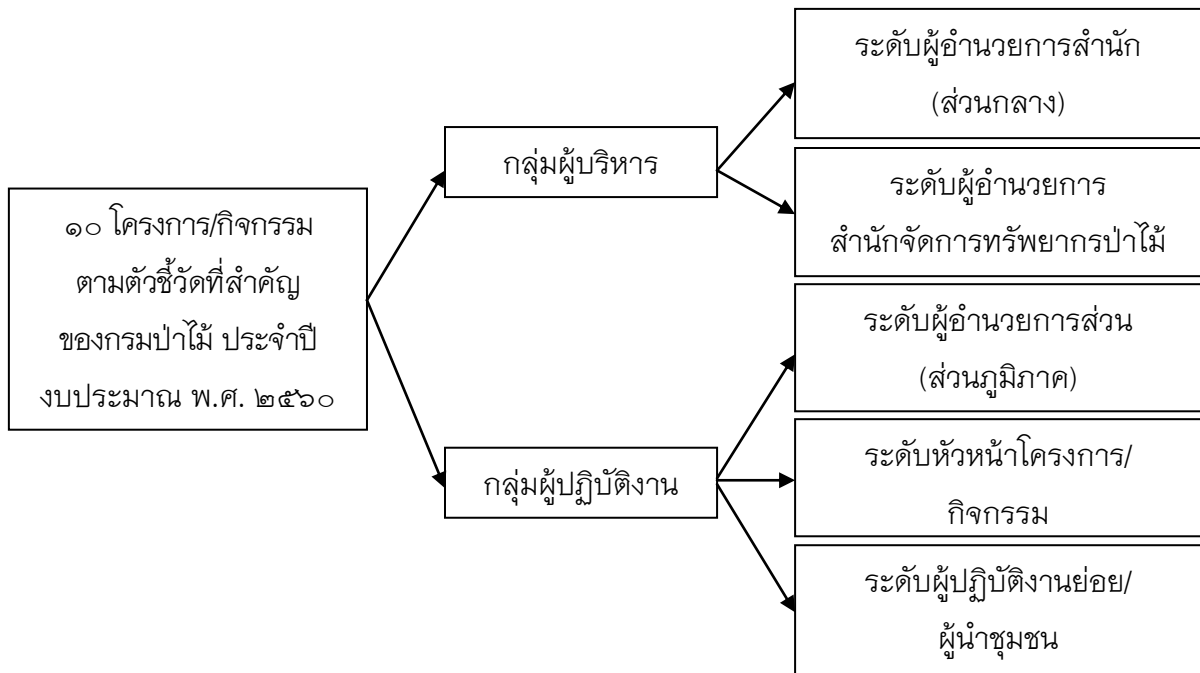 ๑๐ โครงการ/กิจกรรม
ตามตัวชี้วัดที่สำคัญ
ของกรมป่าไม้ ประจำปี
งบประมาณ พ.ศ. ๒๕๖๐
กลุ่มผู้บริหาร
ระดับผู้อำนวยการสำนัก
(ส่วนกลาง)
ระดับผู้อำนวยการ
สำนักจัดการทรัพยากรป่าไม้
กลุ่มผู้ปฏิบัติงาน
ระดับผู้อำนวยการส่วน
(ส่วนภูมิภาค)
ระดับหัวหน้าโครงการ/
กิจกรรม
ระดับผู้ปฏิบัติงานย่อย/
ผู้นำชุมชน